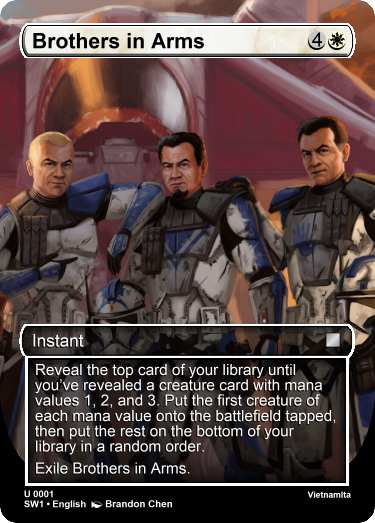 Brothers in Arms 4
Instant
Reveal the top card of your library until
you've revealed a creature card with mana
values 1, 2, and 3. Put the first creature of
each mana value onto the battlefield tapped,
then put the rest on the bottom of your
library in a random order.
Exile Brothers in Arms.
U 0001
SW1 • English Brandon Chen
Vietnamita